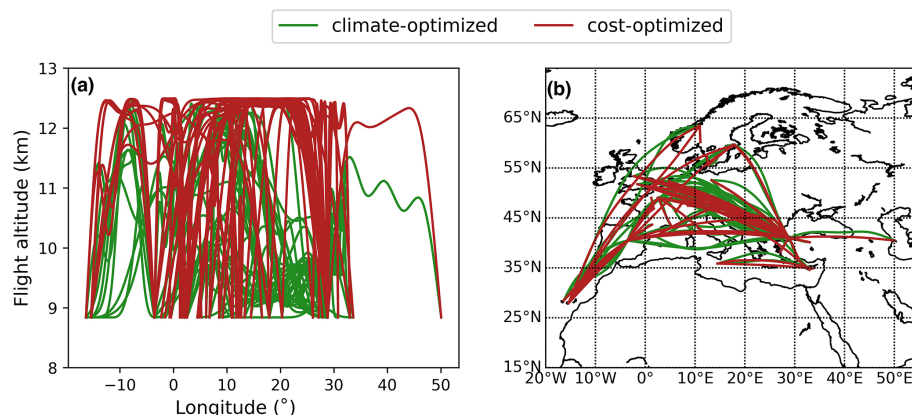 climate-optimized cost-optimized
(a)
13
12
11
10
9
8
Flight altitude (km)
−10 0 10 20 30 40 50
Longitude (˚)
(b)
65°N
55°N
45°N
35°N
25°N
15°N
20°W 10°W 0° 10°E 20°E 30°E 40°E 50°E